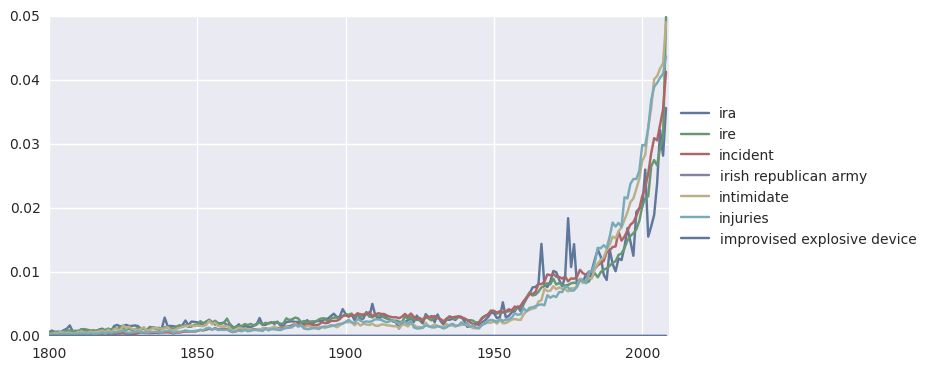 0.05
0.04
0.03
0.02
0.01
0.00
1800
1850
1900
1950
2000
ira
ire
incident
irish republican army
intimidate
injuries
improvised explosive device